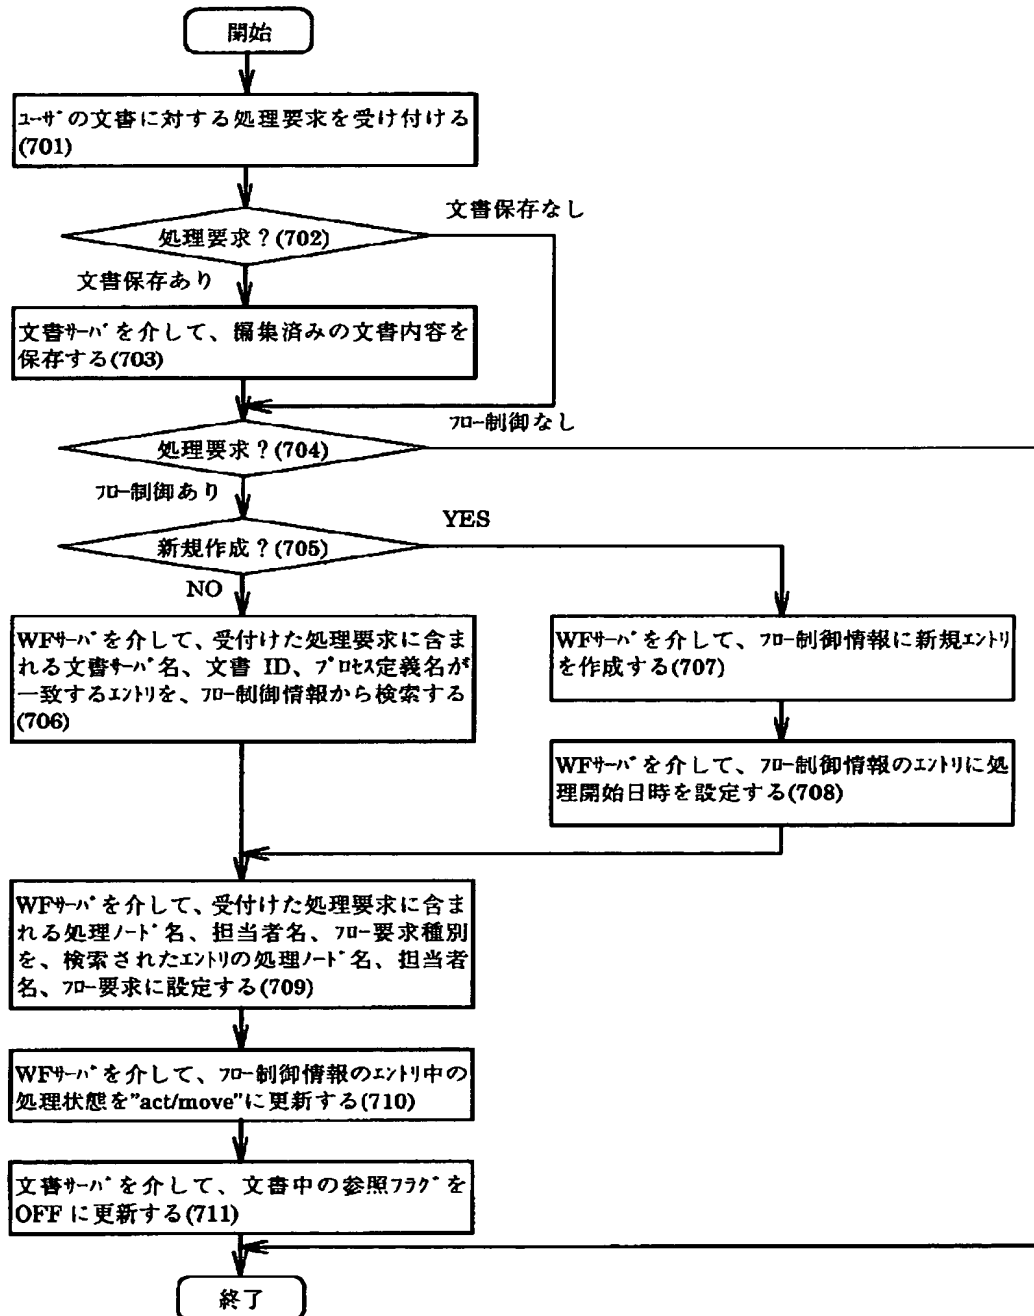 開始
ﾕｰｻﾞの文書に対する処理要求を受け付ける
(701)
文書保存なし
処理要求？(702)
文書保存あり
文書ｻｰﾊﾞを介して、編集済みの文書内容を
保存する(703)
ﾌﾛｰ制御なし
処理要求？(704)
ﾌﾛｰ制御あり
YES
新規作成？(705)
NO
WFｻｰﾊﾞを介して、受付けた処理要求に含ま
れる文書ｻｰﾊﾞ名、文書 ID、ﾌﾟﾛｾｽ定義名が
一致するｴﾝﾄﾘを、ﾌﾛｰ制御情報から検索する
(706)
WFｻｰﾊﾞを介して、ﾌﾛｰ制御情報に新規ｴﾝﾄﾘ
を作成する(707)
WFｻｰﾊﾞを介して、ﾌﾛｰ制御情報のｴﾝﾄﾘに処
理開始日時を設定する(708)
WFｻｰﾊﾞを介して、受付けた処理要求に含ま
れる処理ﾉｰﾄﾞ名、担当者名、ﾌﾛｰ要求種別
を、検索されたｴﾝﾄﾘの処理ﾉｰﾄﾞ名、担当者
名、ﾌﾛｰ要求に設定する(709)
WFｻｰﾊﾞを介して、ﾌﾛｰ制御情報のｴﾝﾄﾘ中の
処理状態を”act/move”に更新する(710)
文書ｻｰﾊﾞを介して、文書中の参照ﾌﾗｸﾞを
OFF に更新する(711)
終了